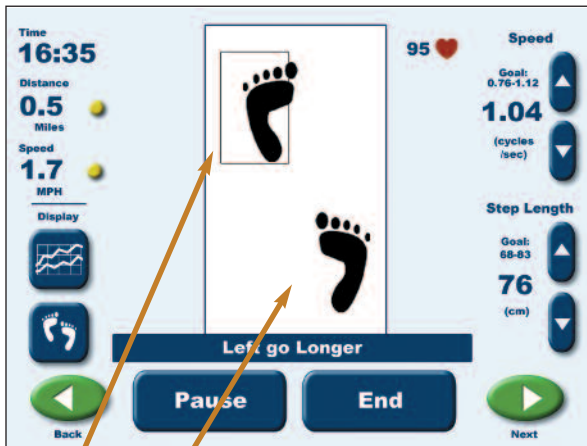 Time
16:35
Distance
0.5
Miles
Speed
1.7
MPH
Display
Back
95
Left go Longer
Pause
End
Speed
Goal:
0.76-1.12
1.04
(cycles
/sec)
Step Length
Goal:
68-83
76
(cm)
Next